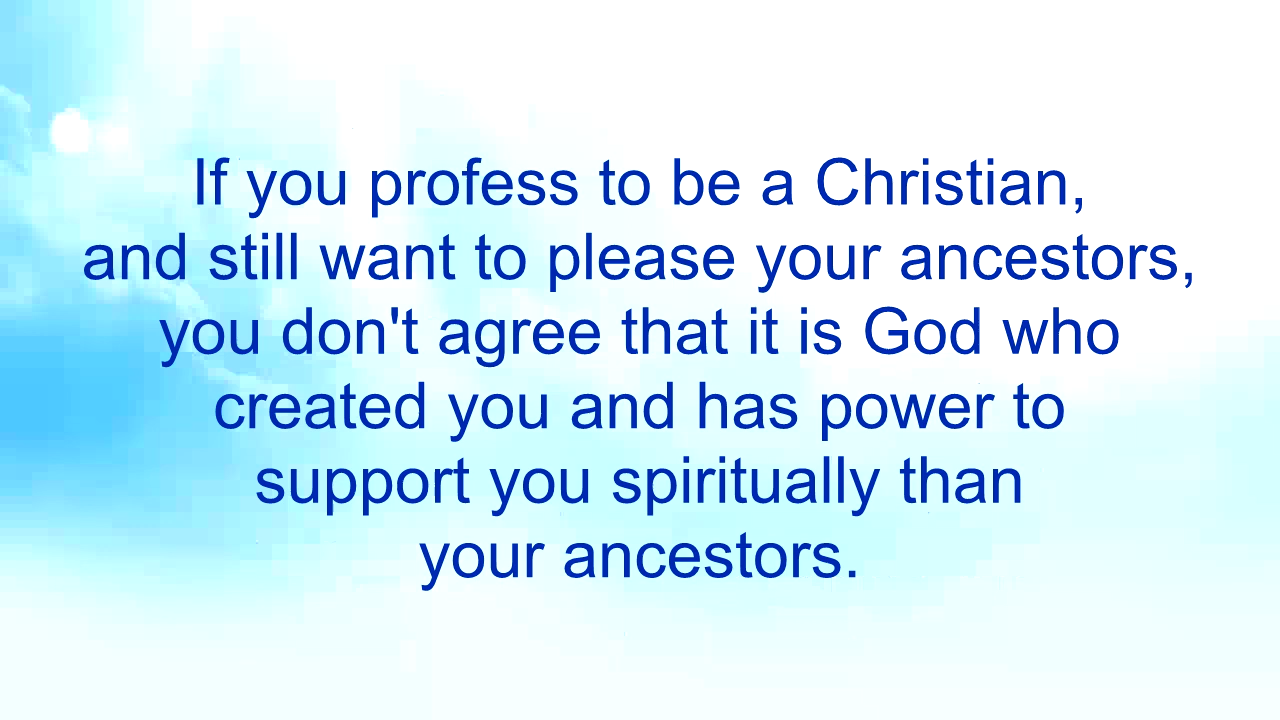 If you profess to be a Christian,
and still want to please your ancestors,
you don't agree that it is God who
created you and has power to
support you spiritually than
your ancestors.